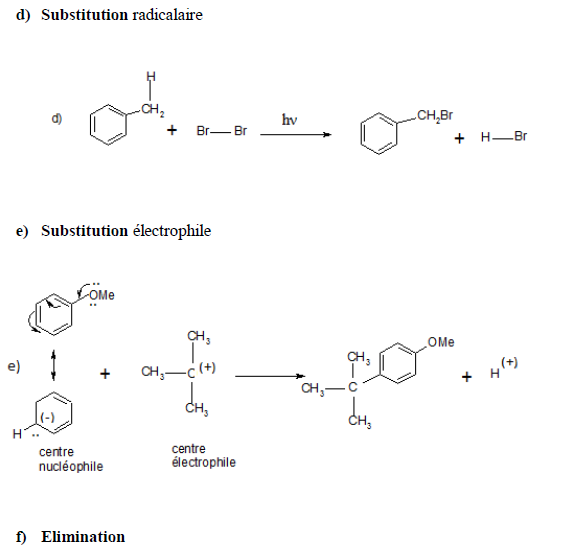 d) Substitution radicalaire
H
d)
CH2
+
Br—Br
hν
CH2Br
+
H—Br
e) Substitution électrophile
OMe
e)
+
CH3
CH3—C (+)
CH3
OMe
CH3
CH3—C
CH3
+
H(+)
(-)
H
centre
nucléophile
centre
électrophile
f) Elimination